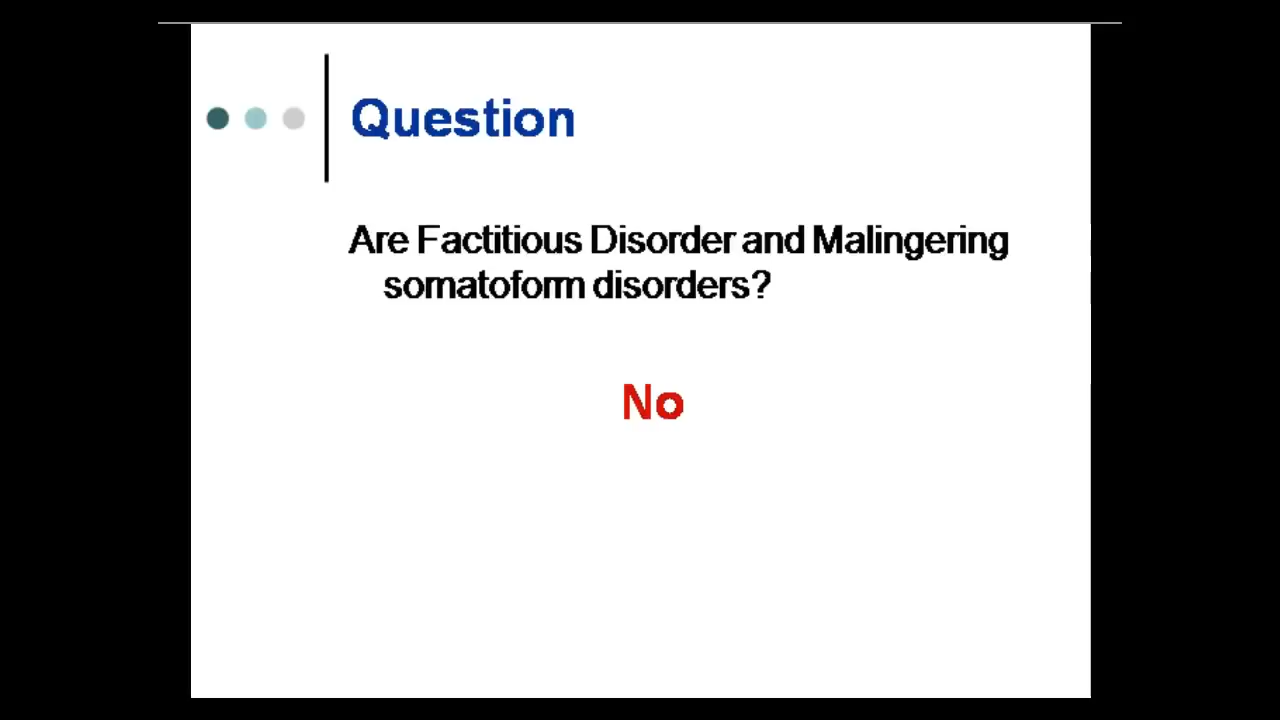 Question
Are Factitious Disorder and Malingering
somatoform disorders?
No